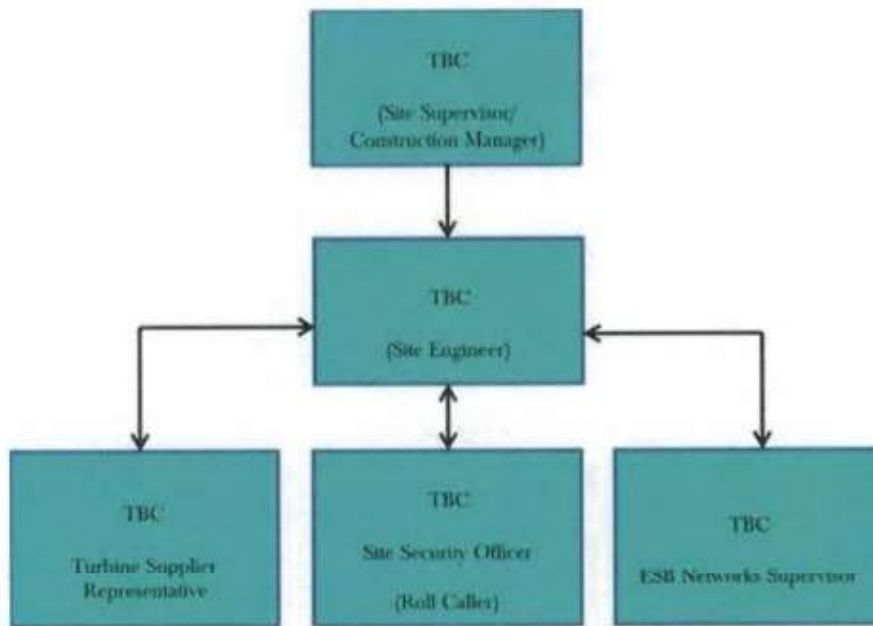 TBC
(Site Supervisor/
Construction Manager)
TBC
(Site Engineer)
TBC
Turbine Supplier
Representative
TBC
Site Security Officer
(Roll Caller)
TBC
ESB Networks Supervisor